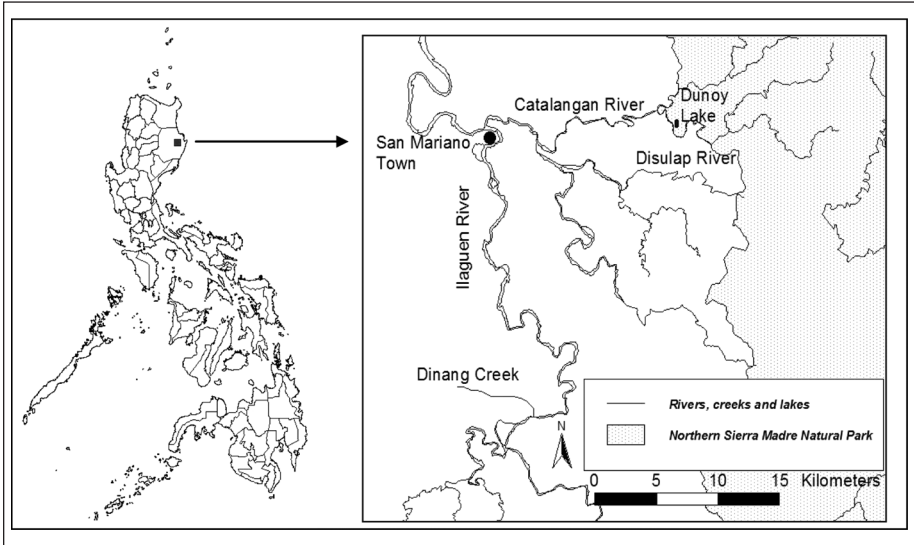 Catalangan River
Dunoy
Lake
San Mariano
Town
Disulap River
Ilaguen River
Dinang Creek
N
Rivers, creeks and lakes
Northern Sierra Madre Natural Park
0 5 10 15 Kilometers